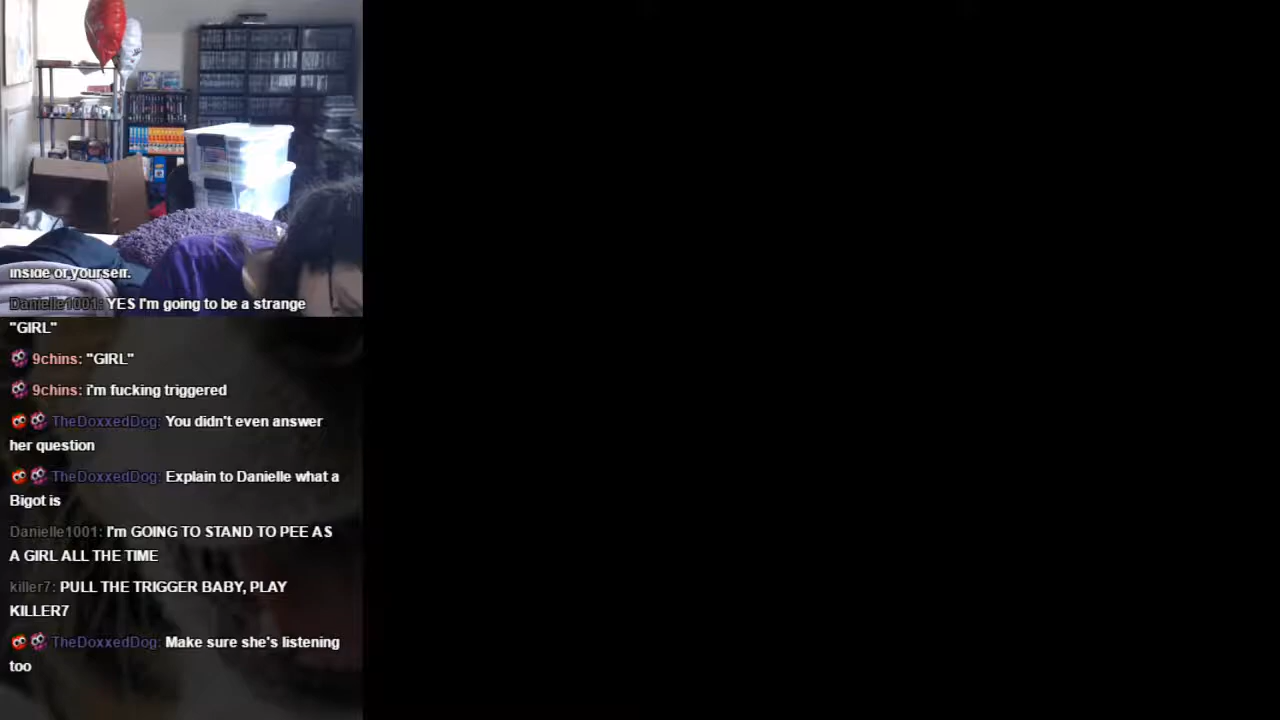 inside of yourself.
Danielle1001: YES I'm going to be a strange
"GIRL"
9chins: "GIRL"
9chins: i'm fucking triggered
TheDoxxedDog: You didn't even answer
her question
TheDoxxedDog: Explain to Danielle what a
Bigot is
Danielle1001: I'm GOING TO STAND TO PEE AS
A GIRL ALL THE TIME
killer7: PULL THE TRIGGER BABY, PLAY
KILLER7
TheDoxxedDog: Make sure she's listening
too